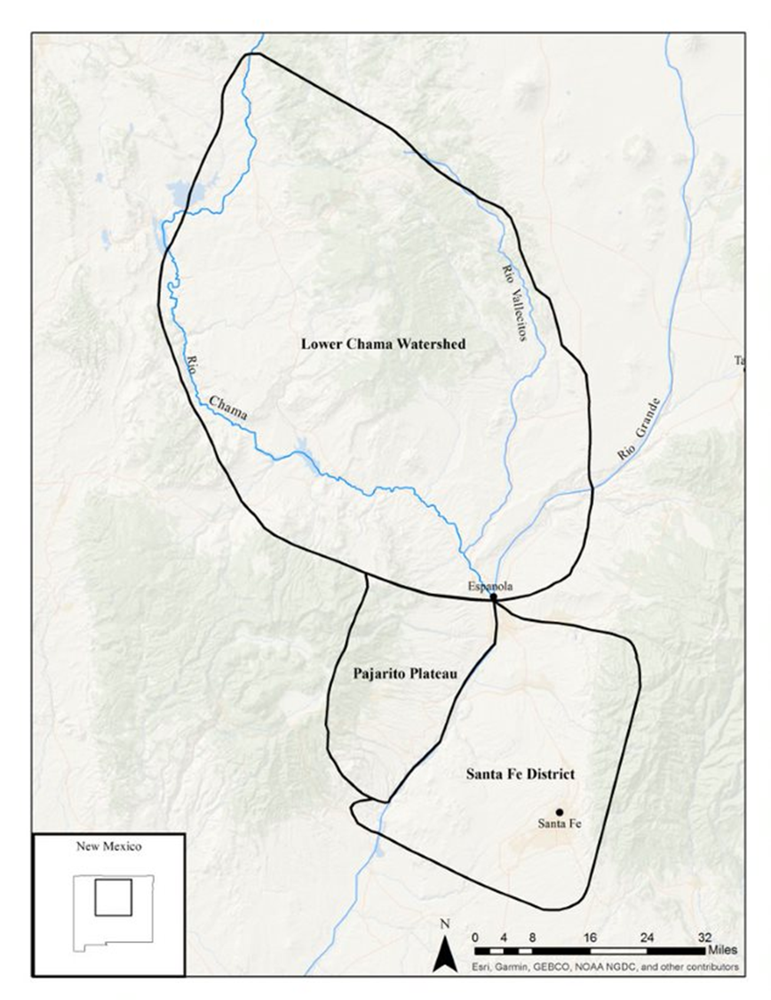 Rio Vallecitos
Lower Chama Watershed
Ta
Rio
Chama
Rio Grande
Espanola
Pajarito Plateau
Santa Fe District
Santa Fe
New Mexico
N
0 4 8 16 24 32
Miles
Esri, Garmin, GEBCO, NOAA NGDC, and other contributors